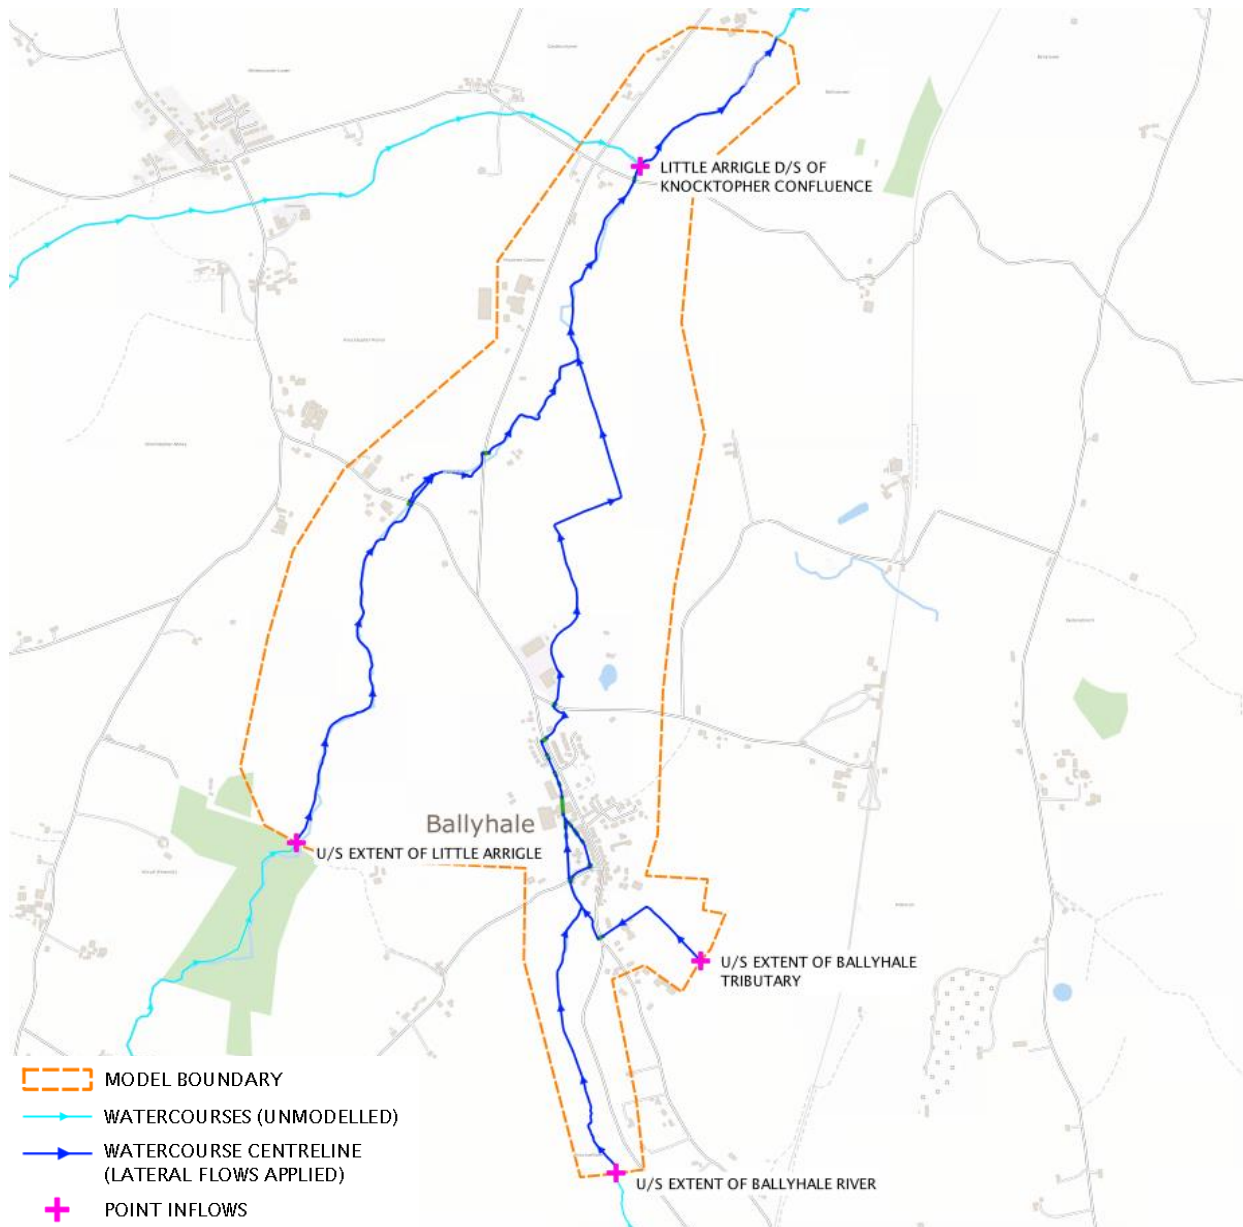 LITTLE ARRIGLE D/S OF
KNOCKTOPHER CONFLUENCE
Ballyhale
U/S EXTENT OF LITTLE ARRIGLE
U/S EXTENT OF BALLYHALE
TRIBUTARY
U/S EXTENT OF BALLYHALE RIVER
MODEL BOUNDARY
WATERCOURSES (UNMODELLED)
WATERCOURSE CENTRELINE
(LATERAL FLOWS APPLIED)
POINT INFLOWS